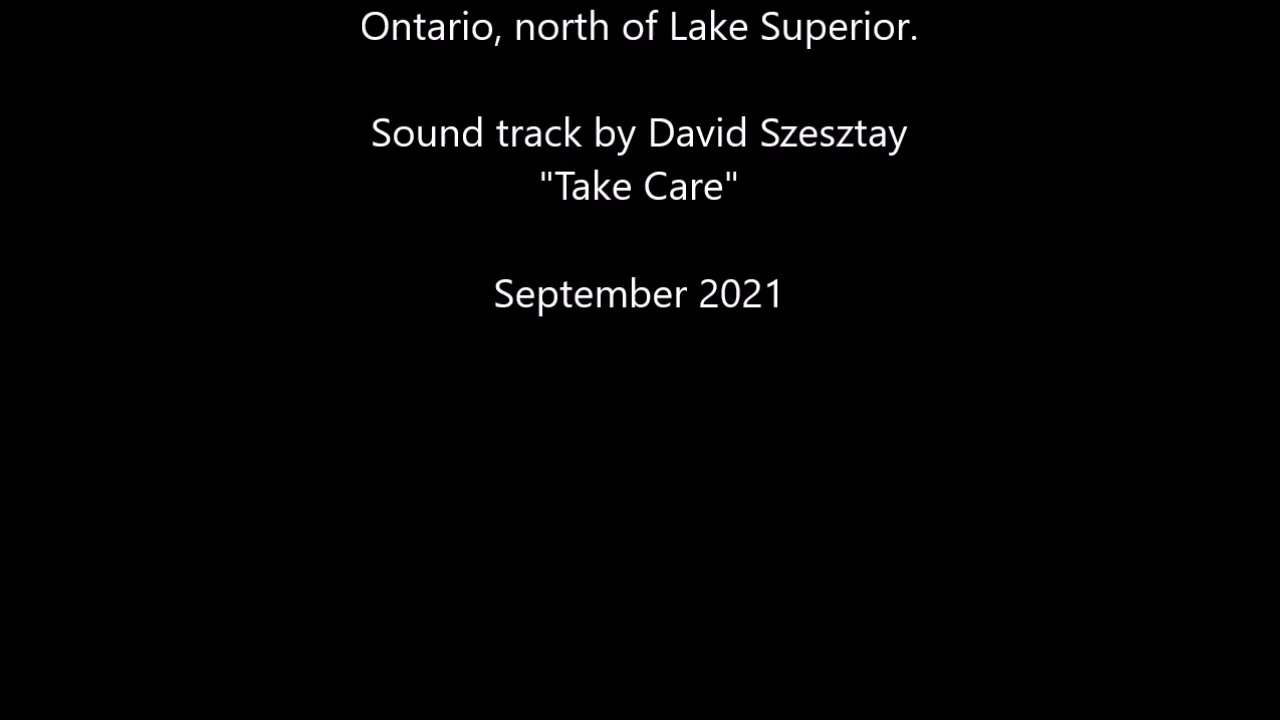 Ontario, north of Lake Superior.
Sound track by David Szesztay
"Take Care"
September 2021